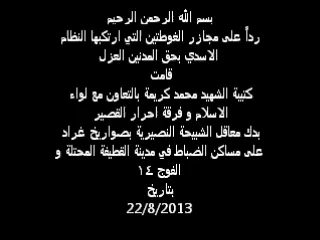 بسم الله الرحمن الرحيم
رداً على مجازر الغوطتين التي ارتكبها النظام
الاسدي بحق المدنين العزل
قامت
كتيبة الشهيد محمد كريمة بالتعاون مع لواء
الاسلام و فرقة احرار القصير
بدك معاقل الشبيحة النصيرية بصواريخ غراد
على مساكن الضباط في مدينة القطيفة المحتلة و
الفوج ١٤
بتاريخ
22/8/2013